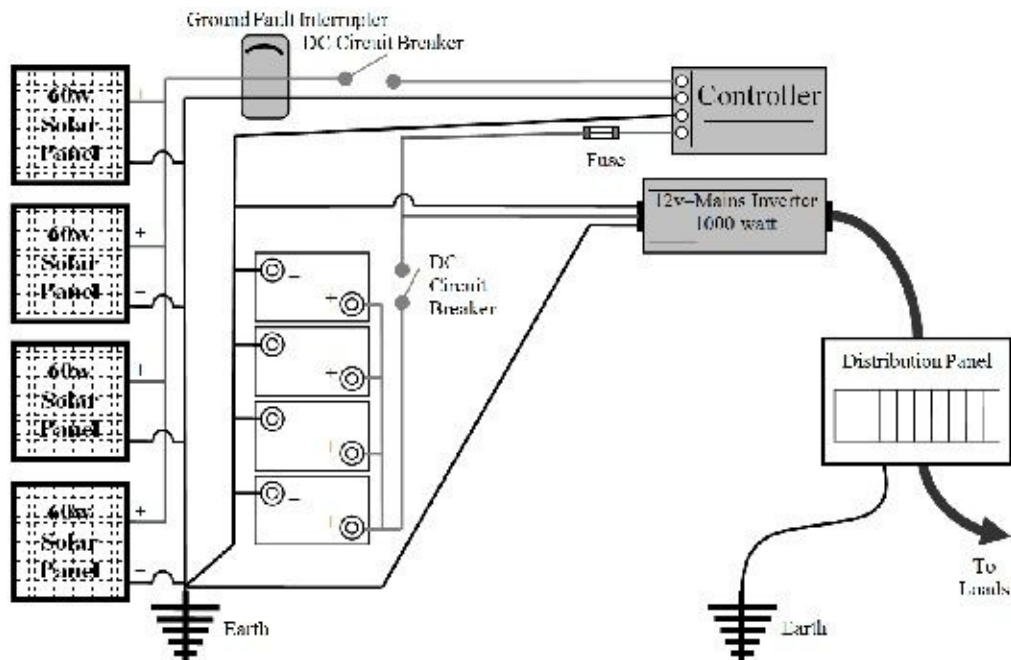 Ground Fault Interrupter
DC Circuit Breaker
60w
Solar
Panel
+
Controller
Fuse
12v–Mains Inverter
1000 watt
60w
Solar
Panel
+
–
DC
Circuit
Breaker
–
+
+
–
60w
Solar
Panel
Distribution Panel
60w
Solar
Panel
+
–
To
Loads
Earth
Earth